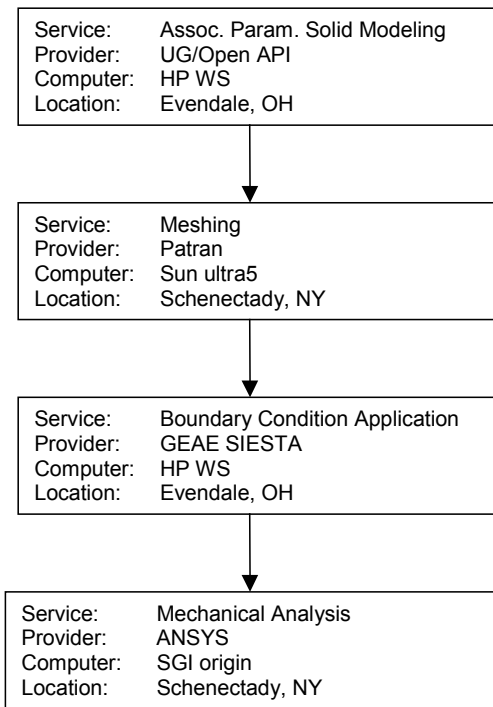 Service: Assoc. Param. Solid Modeling
Provider: UG/Open API
Computer: HP WS
Location: Evendale, OH
Service: Meshing
Provider: Patran
Computer: Sun ultra5
Location: Schenectady, NY
Service: Boundary Condition Application
Provider: GEAE SIESTA
Computer: HP WS
Location: Evendale, OH
Service: Mechanical Analysis
Provider: ANSYS
Computer: SGI origin
Location: Schenectady, NY